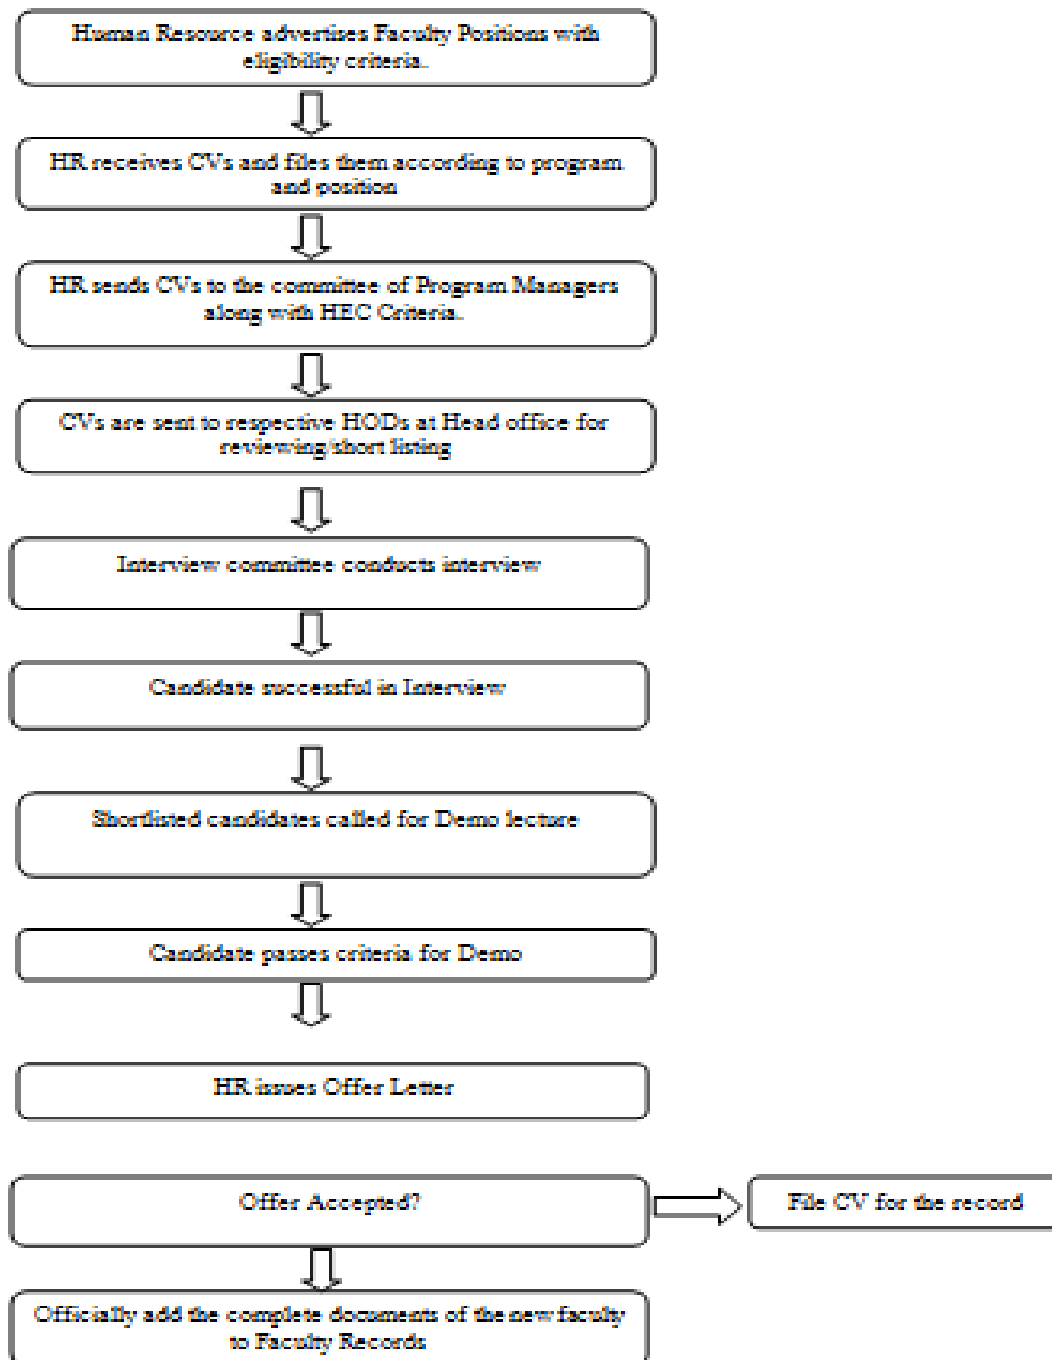 Human Resource advertises Faculty Positions with
eligibility criteria.
HR receives CVs and files them according to program
and position
HR sends CVs to the committee of Program Managers
along with HEC Criteria.
CVs are sent to respective HODs at Head office for
reviewing/short listing
Interview committee conducts interview
Candidate successful in Interview
Shortlisted candidates called for Demo lecture
Candidate passes criteria for Demo
HR issues Offer Letter
Offer Accepted?
File CV for the record
Officially add the complete documents of the new faculty
to Faculty Records